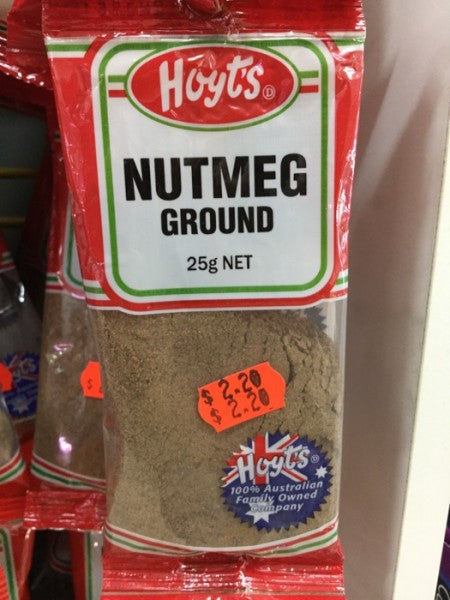 Hoyt's
NUTMEG
GROUND
25g NET
$2.20
$2.20
Hoyt's
100% Australian
Family Owned
Company